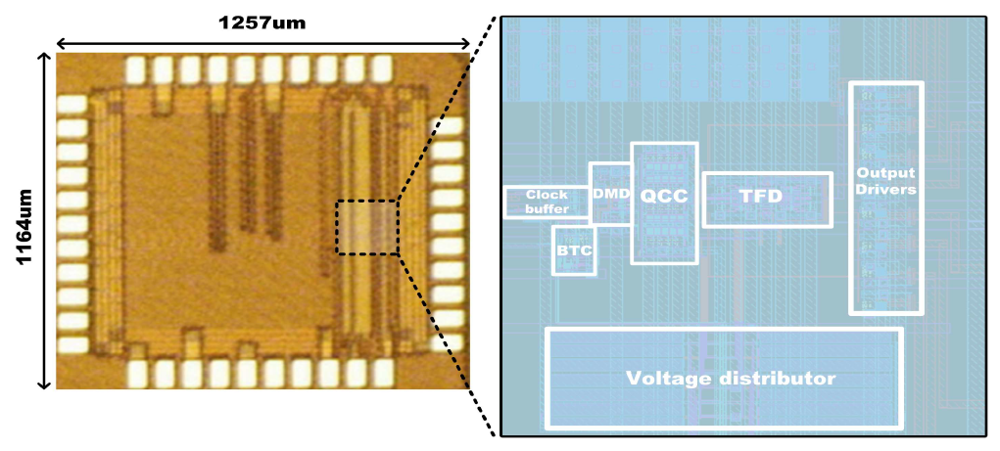 1257um
1164um
Clock
buffer
DMD
QCC
TFD
Output
Drivers
BTC
Voltage distributor